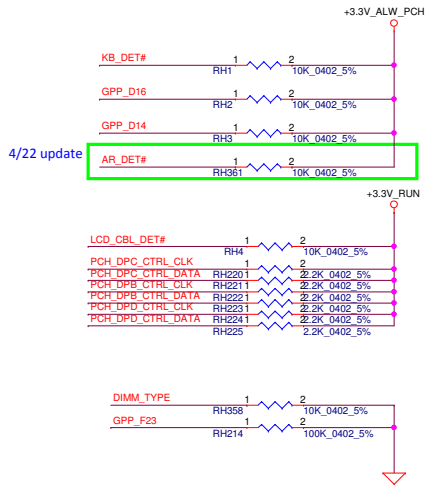 +3.3V_ALW_PCH
KB_DET# 1 2
RH1 10K_0402_5%
GPP_D16 1 2
RH2 10K_0402_5%
GPP_D14 1 2
RH3 10K_0402_5%
4/22 update
AR_DET# 1 2
RH361 10K_0402_5%
+3.3V_RUN
LCD_CBL_DET# 1 2
RH4 10K_0402_5%
PCH_DPC_CTRL_CLK 1 2
PCH_DPC_CTRL_DATA RH220 1 2 2.2K_0402_5%
PCH_DPB_CTRL_CLK RH221 1 2 2.2K_0402_5%
PCH_DPB_CTRL_DATA RH222 1 2 2.2K_0402_5%
PCH_DPD_CTRL_CLK RH223 1 2 2.2K_0402_5%
PCH_DPD_CTRL_DATA RH224 1 2 2.2K_0402_5%
RH225 2.2K_0402_5%
DIMM_TYPE 1 2
RH358 10K_0402_5%
GPP_F23 1 2
RH214 100K_0402_5%